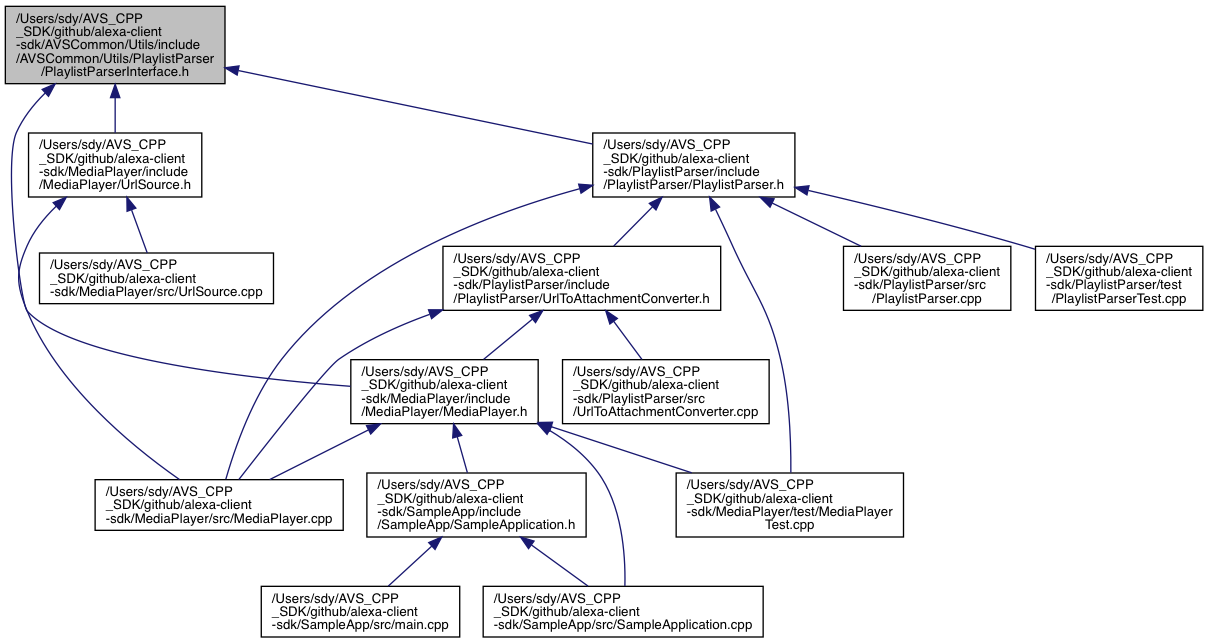 /Users/sdy/AVS_CPP
_SDK/github/alexa-client
-sdk/AVSCommon/Utils/include
/AVSCommon/Utils/PlaylistParser
/PlaylistParserInterface.h
/Users/sdy/AVS_CPP
_SDK/github/alexa-client
-sdk/MediaPlayer/include
/MediaPlayer/UrlSource.h
/Users/sdy/AVS_CPP
_SDK/github/alexa-client
-sdk/PlaylistParser/include
/PlaylistParser/PlaylistParser.h
/Users/sdy/AVS_CPP
_SDK/github/alexa-client
-sdk/MediaPlayer/src/UrlSource.cpp
/Users/sdy/AVS_CPP
_SDK/github/alexa-client
-sdk/PlaylistParser/include
/PlaylistParser/UrlToAttachmentConverter.h
/Users/sdy/AVS_CPP
_SDK/github/alexa-client
-sdk/PlaylistParser/src
/PlaylistParser.cpp
/Users/sdy/AVS_CPP
_SDK/github/alexa-client
-sdk/PlaylistParser/test
/PlaylistParserTest.cpp
/Users/sdy/AVS_CPP
_SDK/github/alexa-client
-sdk/MediaPlayer/include
/MediaPlayer/MediaPlayer.h
/Users/sdy/AVS_CPP
_SDK/github/alexa-client
-sdk/PlaylistParser/src
/UrlToAttachmentConverter.cpp
/Users/sdy/AVS_CPP
_SDK/github/alexa-client
-sdk/MediaPlayer/src/MediaPlayer.cpp
/Users/sdy/AVS_CPP
_SDK/github/alexa-client
-sdk/SampleApp/include
/SampleApp/SampleApplication.h
/Users/sdy/AVS_CPP
_SDK/github/alexa-client
-sdk/MediaPlayer/test/MediaPlayer
Test.cpp
/Users/sdy/AVS_CPP
_SDK/github/alexa-client
-sdk/SampleApp/src/main.cpp
/Users/sdy/AVS_CPP
_SDK/github/alexa-client
-sdk/SampleApp/src/SampleApplication.cpp